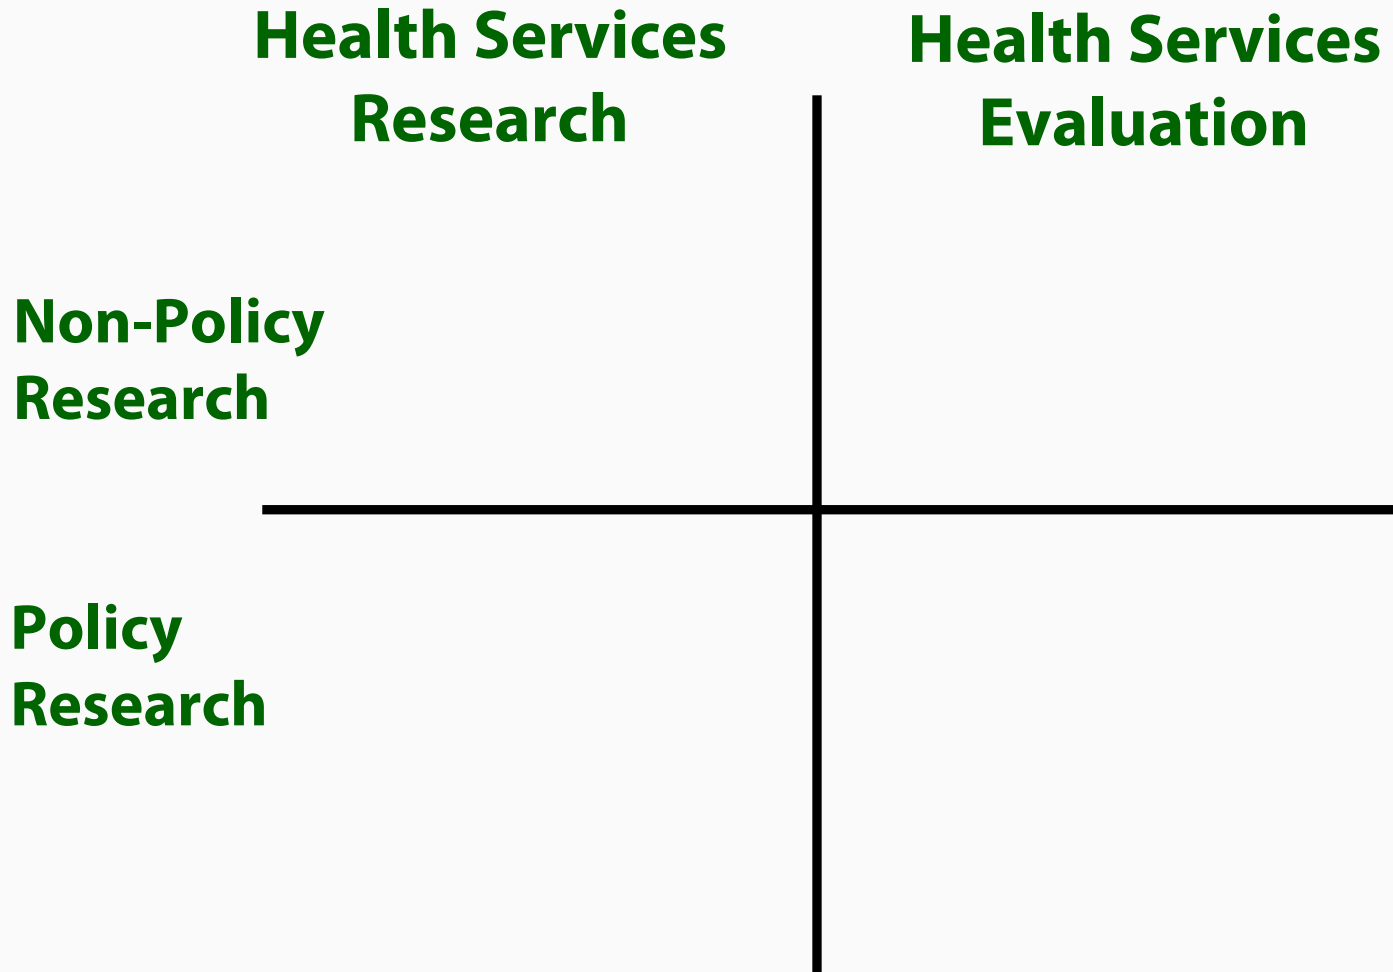 Health Services
Research
Health Services
Evaluation
Non-Policy
Research
Policy
Research